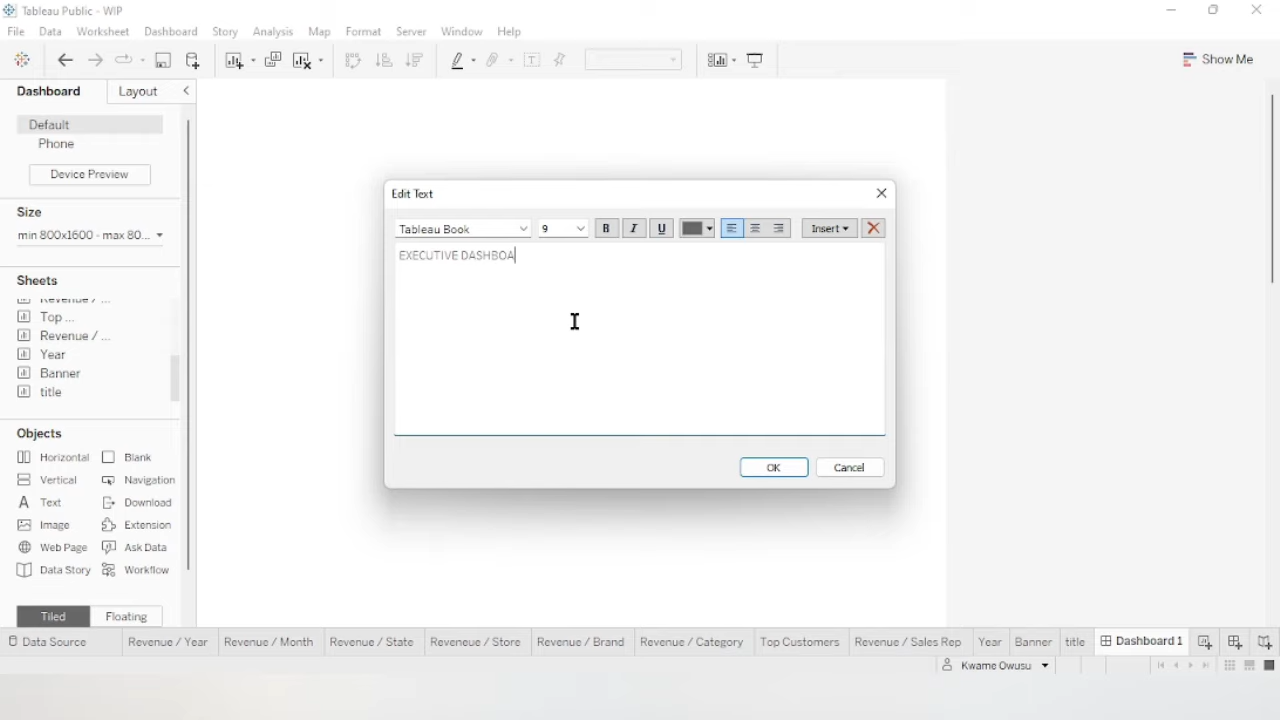 Tableau Public - WIP
File Data Worksheet Dashboard Story Analysis Map Format Server Window Help
Show Me
Dashboard Layout
Default
Phone
Device Preview
Size
min 800x1600 - max 80...
Sheets
Revenue / ...
Top ...
Revenue / ...
Year
Banner
title
Objects
Horizontal Blank
Vertical Navigation
Text Download
Image Extension
Web Page Ask Data
Data Story Workflow
Tiled Floating
Edit Text
Tableau Book 9 B I U Insert
EXECUTIVE DASHBOA
OK Cancel
Data Source Revenue / Year Revenue / Month Revenue / State Reveneue / Store Revenue / Brand Revenue / Category Top Customers Revenue / Sales Rep Year Banner title Dashboard 1
Kwame Owusu